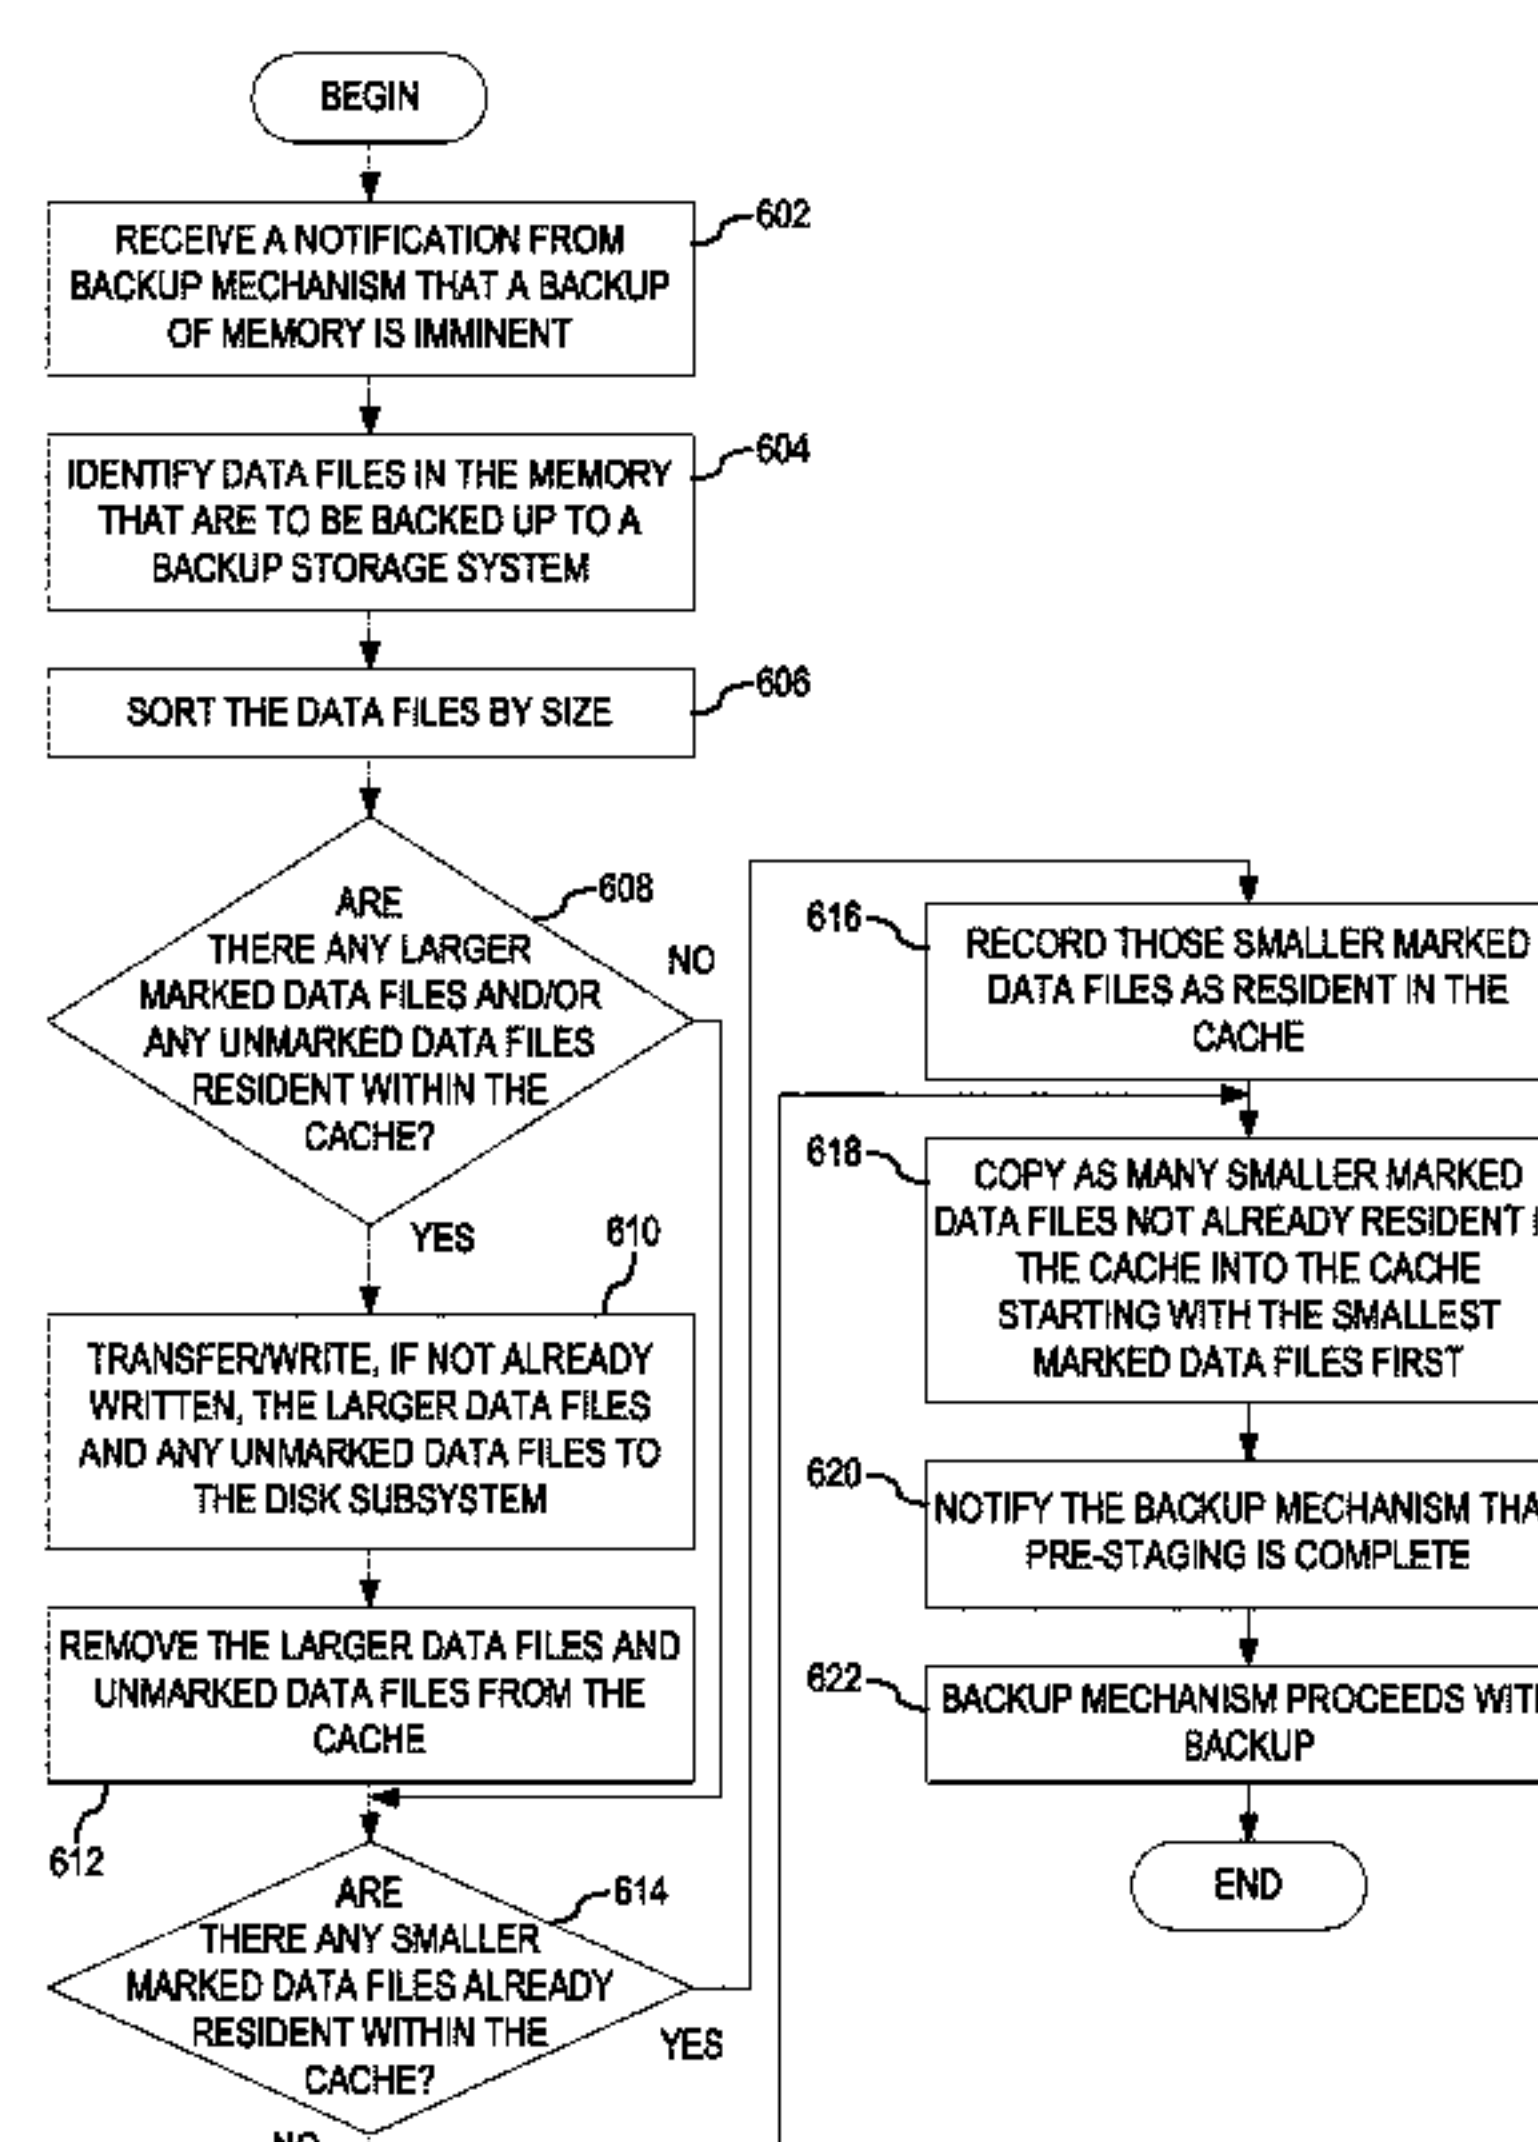 BEGIN
602
RECEIVE A NOTIFICATION FROM
BACKUP MECHANISM THAT A BACKUP
OF MEMORY IS IMMINENT
604
IDENTIFY DATA FILES IN THE MEMORY
THAT ARE TO BE BACKED UP TO A
BACKUP STORAGE SYSTEM
606
SORT THE DATA FILES BY SIZE
608
ARE
THERE ANY LARGER
MARKED DATA FILES AND/OR
ANY UNMARKED DATA FILES
RESIDENT WITHIN THE
CACHE?
NO
YES
610
TRANSFER/WRITE, IF NOT ALREADY
WRITTEN, THE LARGER DATA FILES
AND ANY UNMARKED DATA FILES TO
THE DISK SUBSYSTEM
REMOVE THE LARGER DATA FILES AND
UNMARKED DATA FILES FROM THE
CACHE
612
614
ARE
THERE ANY SMALLER
MARKED DATA FILES ALREADY
RESIDENT WITHIN THE
CACHE?
YES
NO
616
RECORD THOSE SMALLER MARKED
DATA FILES AS RESIDENT IN THE
CACHE
618
COPY AS MANY SMALLER MARKED
DATA FILES NOT ALREADY RESIDENT
THE CACHE INTO THE CACHE
STARTING WITH THE SMALLEST
MARKED DATA FILES FIRST
620
NOTIFY THE BACKUP MECHANISM
PRE-STAGING IS COMPLETE
622
BACKUP MECHANISM PROCEEDS
BACKUP
END